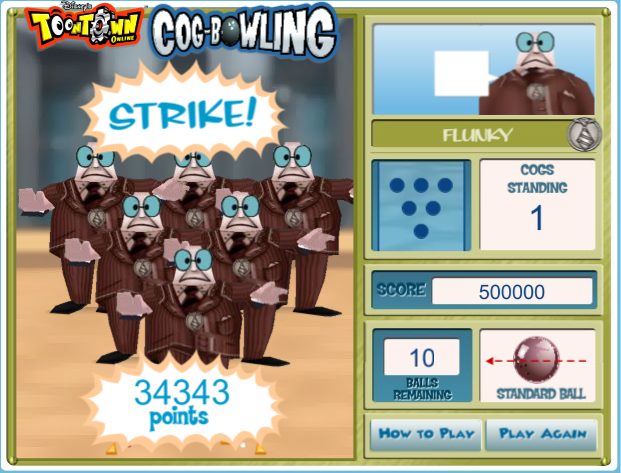 Disney's
TOONTOWN
ONLINE
COG-BOWLING
STRIKE!
34343
points
FLUNKY
COGS
STANDING
1
SCORE 500000
10
BALLS
REMAINING
STANDARD BALL
HOW TO PLAY
PLAY AGAIN